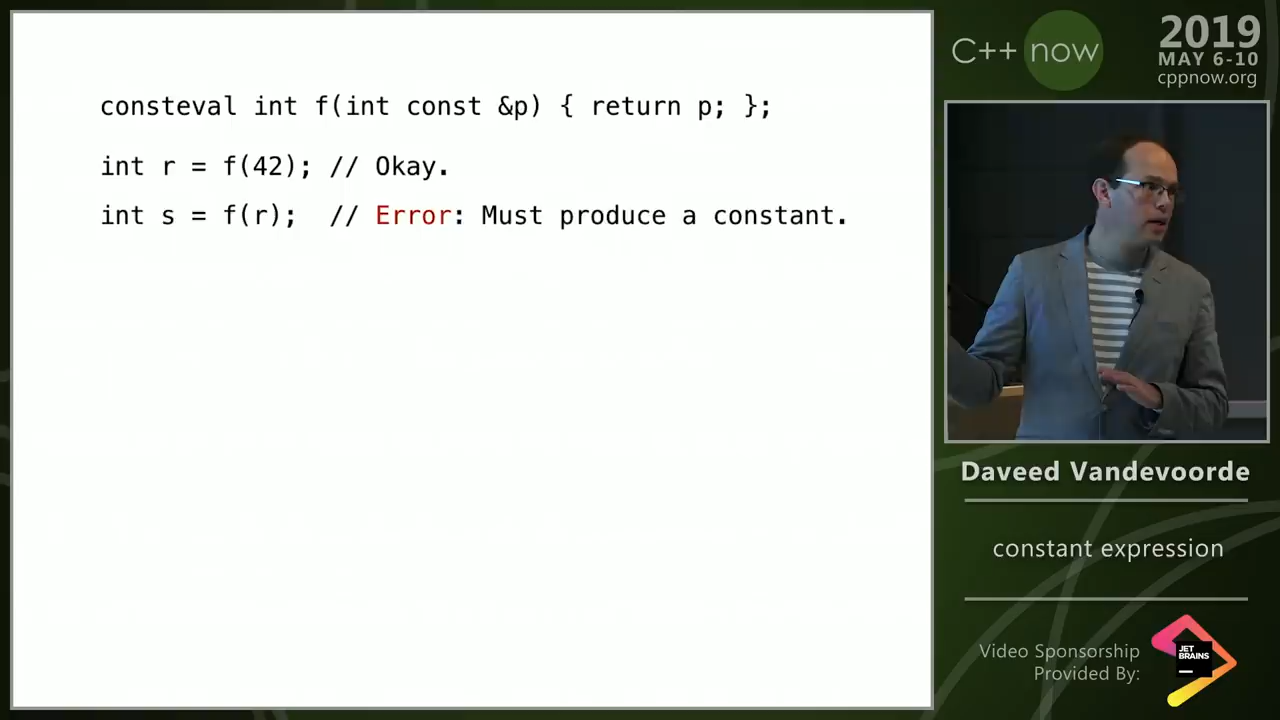 consteval int f(int const &p) { return p; };
int r = f(42); // Okay.
int s = f(r);  // Error: Must produce a constant.
C++ now
2019
MAY 6-10
cppnow.org
Daveed Vandevoorde
constant expression
Video Sponsorship
Provided By:
JET
BRAINS